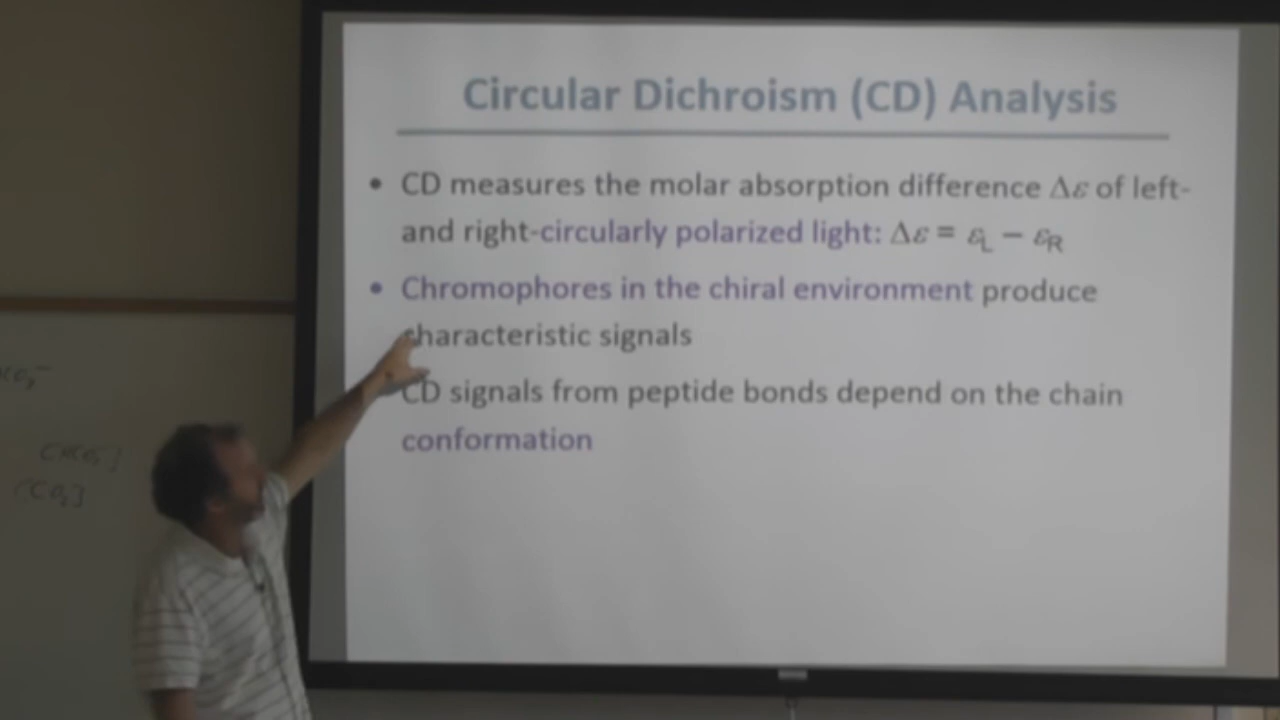 Circular Dichroism (CD) Analysis
• CD measures the molar absorption difference Δε of left-
and right-circularly polarized light: Δε = εL − εR
• Chromophores in the chiral environment produce
characteristic signals
CD signals from peptide bonds depend on the chain
conformation